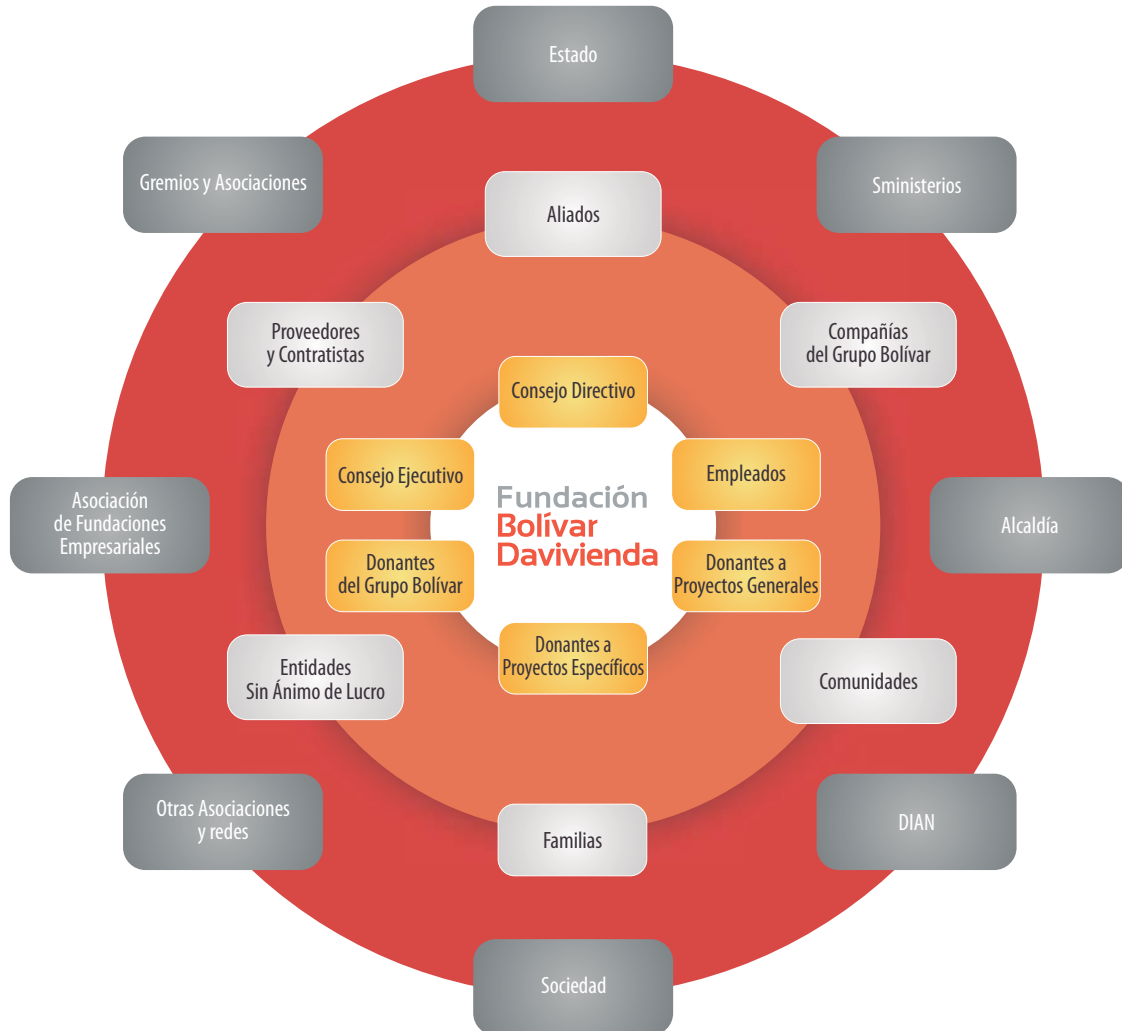 Estado
Gremios y Asociaciones
Sministerios
Aliados
Proveedores
y Contratistas
Compañías
del Grupo Bolívar
Consejo Directivo
Consejo Ejecutivo
Empleados
Fundación
Bolívar
Davivienda
Asociación
de Fundaciones
Empresariales
Alcaldía
Donantes
del Grupo Bolívar
Donantes a
Proyectos Generales
Donantes a
Proyectos Específicos
Entidades
Sin Ánimo de Lucro
Comunidades
Otras Asociaciones
y redes
Familias
DIAN
Sociedad